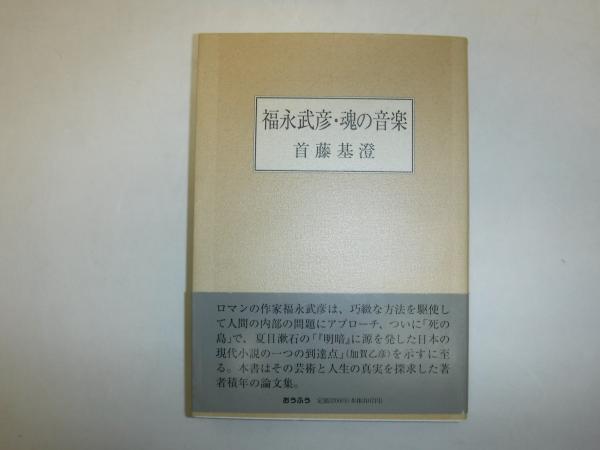 福永武彦・魂の音楽
首藤基澄
ロマンの作家福永武彦は、巧緻な方法を駆使し
て人間の内部の問題にアプローチ、ついに「死の
島」で、夏目漱石の「『明暗』に源を発した日本の
現代小説の一つの到達点」(加賀乙彦)を示すに至
る。本書はその芸術と人生の真実を探求した著
者積年の論文集。
おうふう